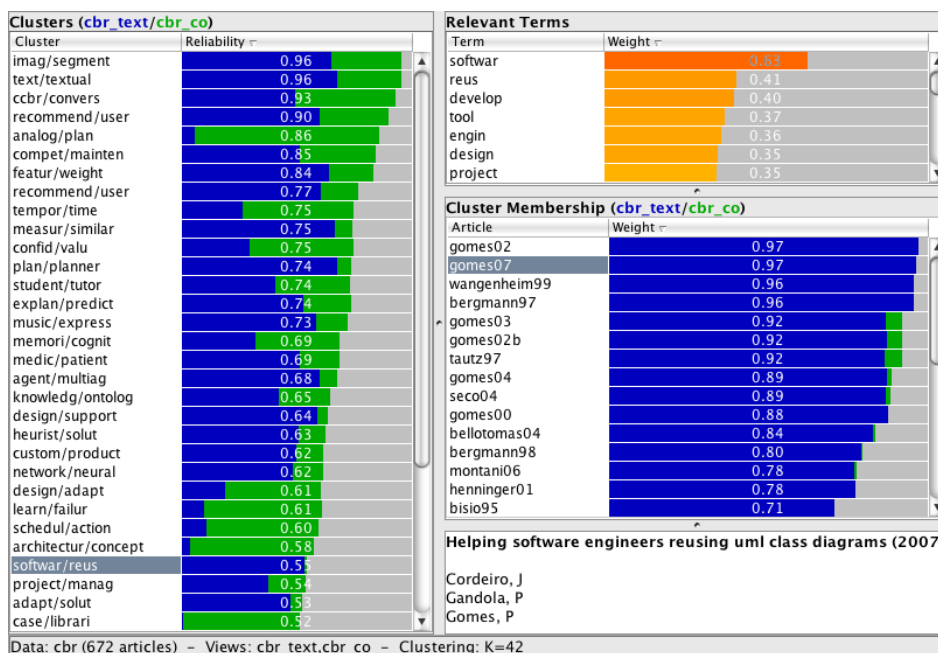 Clusters (cbr_text/cbr_co)
Cluster Reliability
imag/segment 0.96
text/textual 0.96
ccbr/convers 0.93
recommend/user 0.90
analog/plan 0.86
compet/mainten 0.85
featur/weight 0.84
recommend/user 0.77
tempor/time 0.75
measur/similar 0.75
confid/valu 0.75
plan/planner 0.74
student/tutor 0.74
explan/predict 0.74
music/express 0.73
memori/cognit 0.69
medic/patient 0.69
agent/multiag 0.68
knowledg/ontolog 0.65
design/support 0.64
heurist/solut 0.63
custom/product 0.62
network/neural 0.62
design/adapt 0.61
learn/failur 0.61
schedul/action 0.60
architectur/concept 0.58
softwar/reus 0.55
project/manag 0.54
adapt/solut 0.53
case/librari 0.52
Relevant Terms
Term Weight
softwar 0.63
reus 0.41
develop 0.40
tool 0.37
engin 0.36
design 0.35
project 0.35
Cluster Membership (cbr_text/cbr_co)
Article Weight
gomes02 0.97
gomes07 0.97
wangenheim99 0.96
bergmann97 0.96
gomes03 0.92
gomes02b 0.92
tautz97 0.92
gomes04 0.89
seco04 0.89
gomes00 0.88
bellotomas04 0.84
bergmann98 0.80
montani06 0.78
henninger01 0.78
bisio95 0.71
Helping software engineers reusing uml class diagrams (2007
Cordeiro, J
Gandola, P
Gomes, P
Data: cbr (672 articles) – Views: cbr_text,cbr_co – Clustering: K=42